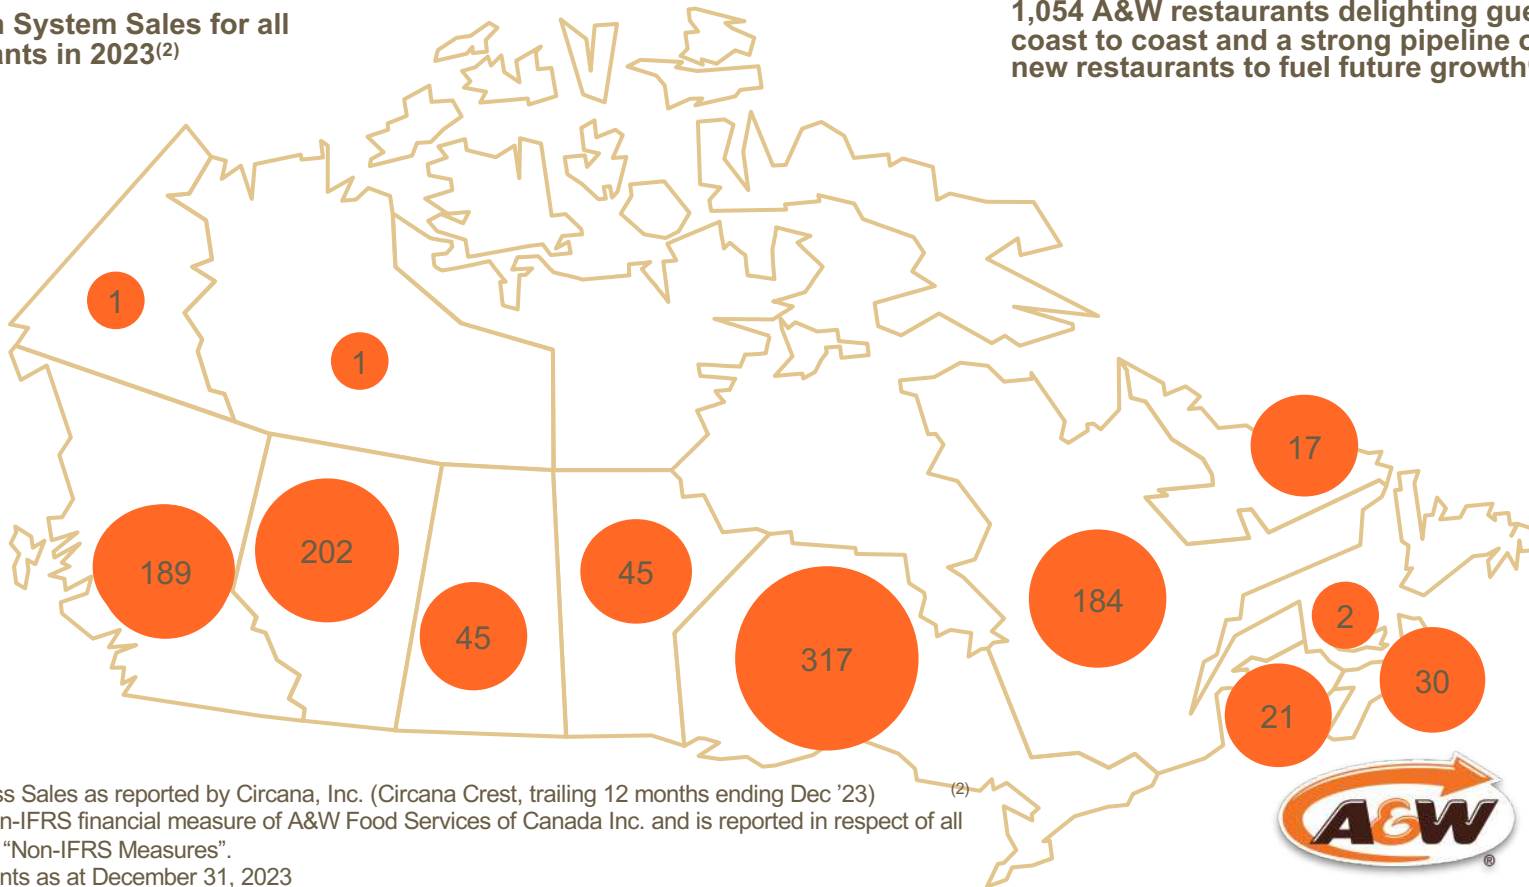 System Sales for all
ants in 2023(2)
1,054 A&W restaurants delighting
coast to coast and a strong pipeline
new restaurants to fuel future growth
1
1
17
189
202
45
45
317
184
2
30
21
ss Sales as reported by Circana, Inc. (Circana Crest, trailing 12 months ending Dec ’23) (2)
n-IFRS financial measure of A&W Food Services of Canada Inc. and is reported in respect of all
“Non-IFRS Measures”.
nts as at December 31, 2023
A&W
®